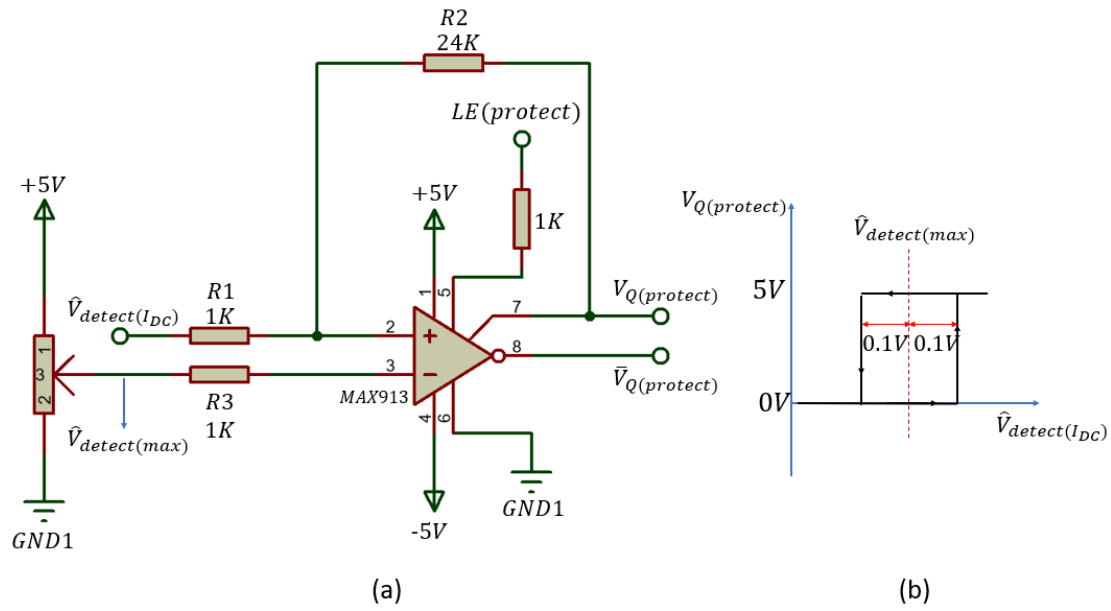 R2
24K
LE(protect)
+5V
+5V
1K
V̂detect(IDC)
R1
1K
1
5
7
VQ(protect)
2
+
1
3
2
3
−
8
V̄Q(protect)
MAX913
4
6
R3
1K
V̂detect(max)
GND1
-5V
GND1
(a)
VQ(protect)
V̂detect(max)
5V
0.1V
0.1V
0V
V̂detect(IDC)
(b)